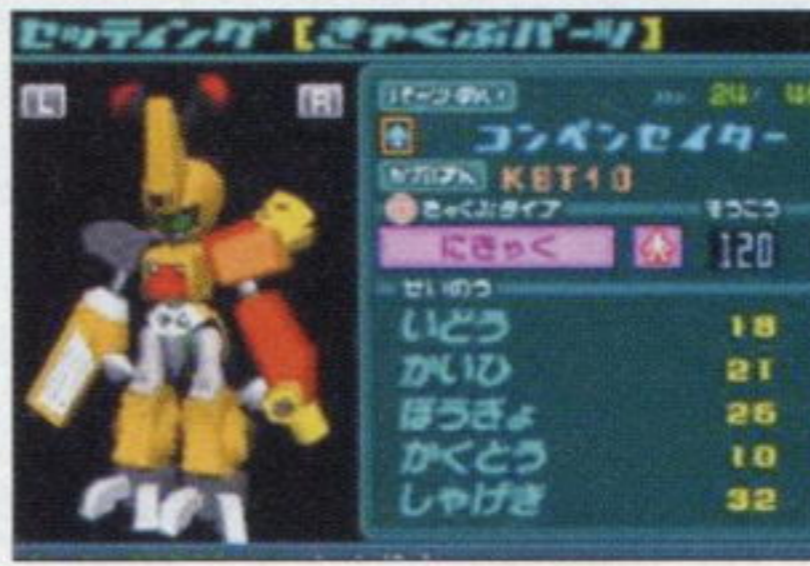 セッティング【きゃくぶパーツ】
L R
パーツめい
コンペンセイター
かたばん KBT10
きゃくぶタイプ そうこう
にきゃく 120
せいのう
いどう 18
かいひ 21
ぼうぎょ 26
かくとう 10
しゃげき 32